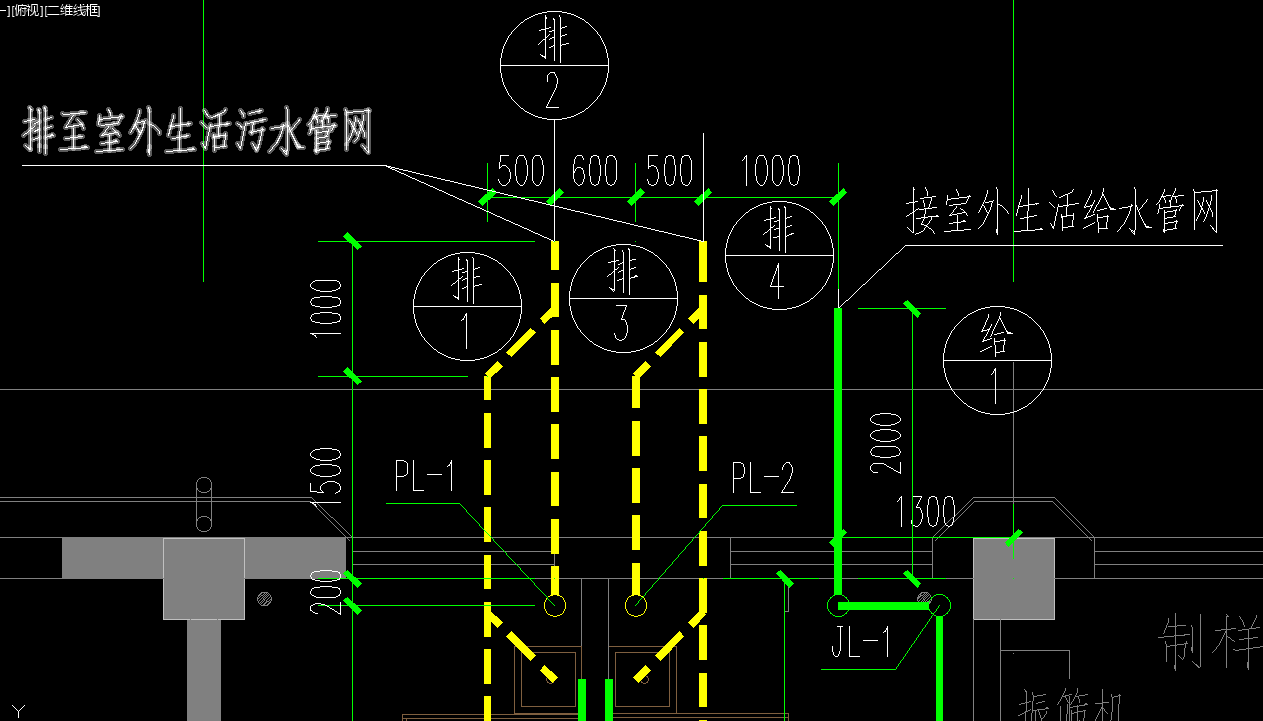 -][俯视][二维线框]
排
2
排至室外生活污水管网
500 600 500 1000
接室外生活给水管网
排
1
排
3
排
4
给
1
1000
2000
1500
PL-1
PL-2
1300
200
JL-1
制样
振筛机
Y